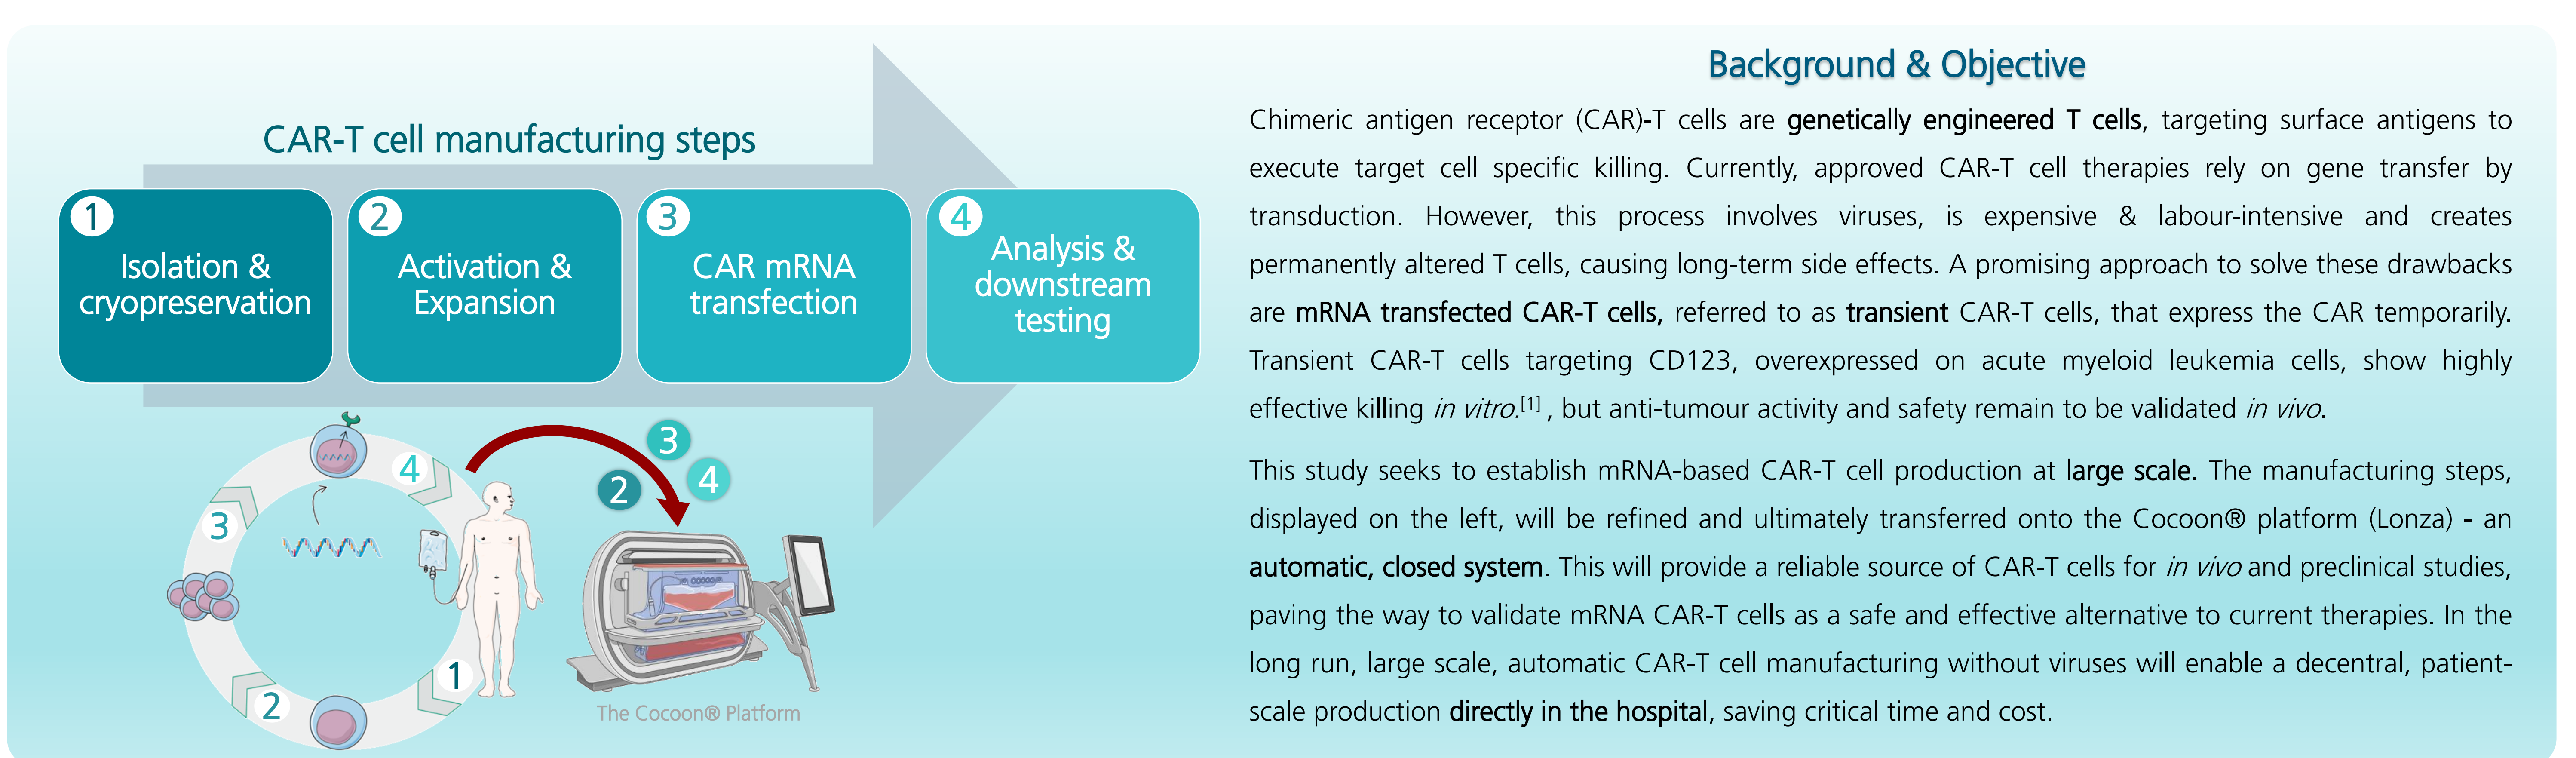 CAR-T cell manufacturing steps
1
Isolation &
cryopreservation
2
Activation &
Expansion
3
CAR mRNA
transfection
4
Analysis &
downstream
testing
4
3
2
1
3
2
4
The Cocoon® Platform
Background & Objective
Chimeric antigen receptor (CAR)-T cells are genetically engineered T cells, targeting surface antigens to
execute target cell specific killing. Currently, approved CAR-T cell therapies rely on gene transfer by
transduction. However, this process involves viruses, is expensive & labour-intensive and creates
permanently altered T cells, causing long-term side effects. A promising approach to solve these drawbacks
are mRNA transfected CAR-T cells, referred to as transient CAR-T cells, that express the CAR temporarily.
Transient CAR-T cells targeting CD123, overexpressed on acute myeloid leukemia cells, show highly
effective killing in vitro.[1] , but anti-tumour activity and safety remain to be validated in vivo.
This study seeks to establish mRNA-based CAR-T cell production at large scale. The manufacturing steps,
displayed on the left, will be refined and ultimately transferred onto the Cocoon® platform (Lonza) - an
automatic, closed system. This will provide a reliable source of CAR-T cells for in vivo and preclinical studies,
paving the way to validate mRNA CAR-T cells as a safe and effective alternative to current therapies. In the
long run, large scale, automatic CAR-T cell manufacturing without viruses will enable a decentral, patient-
scale production directly in the hospital, saving critical time and cost.